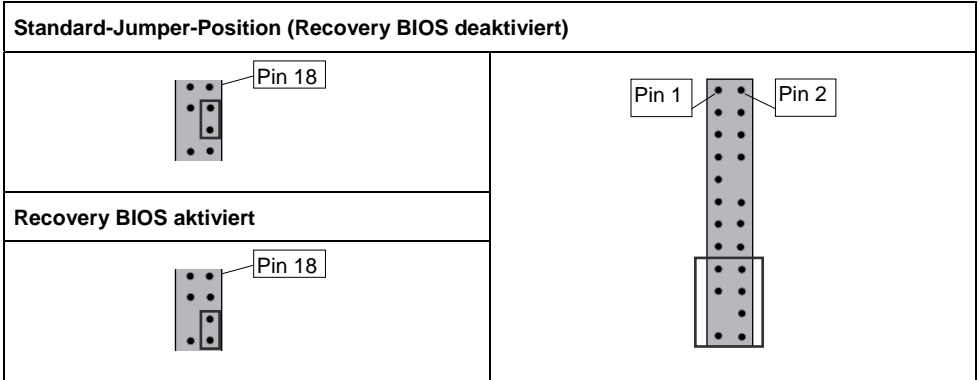 Standard-Jumper-Position (Recovery BIOS deaktiviert)
Pin 18
Recovery BIOS aktiviert
Pin 18
Pin 1
Pin 2